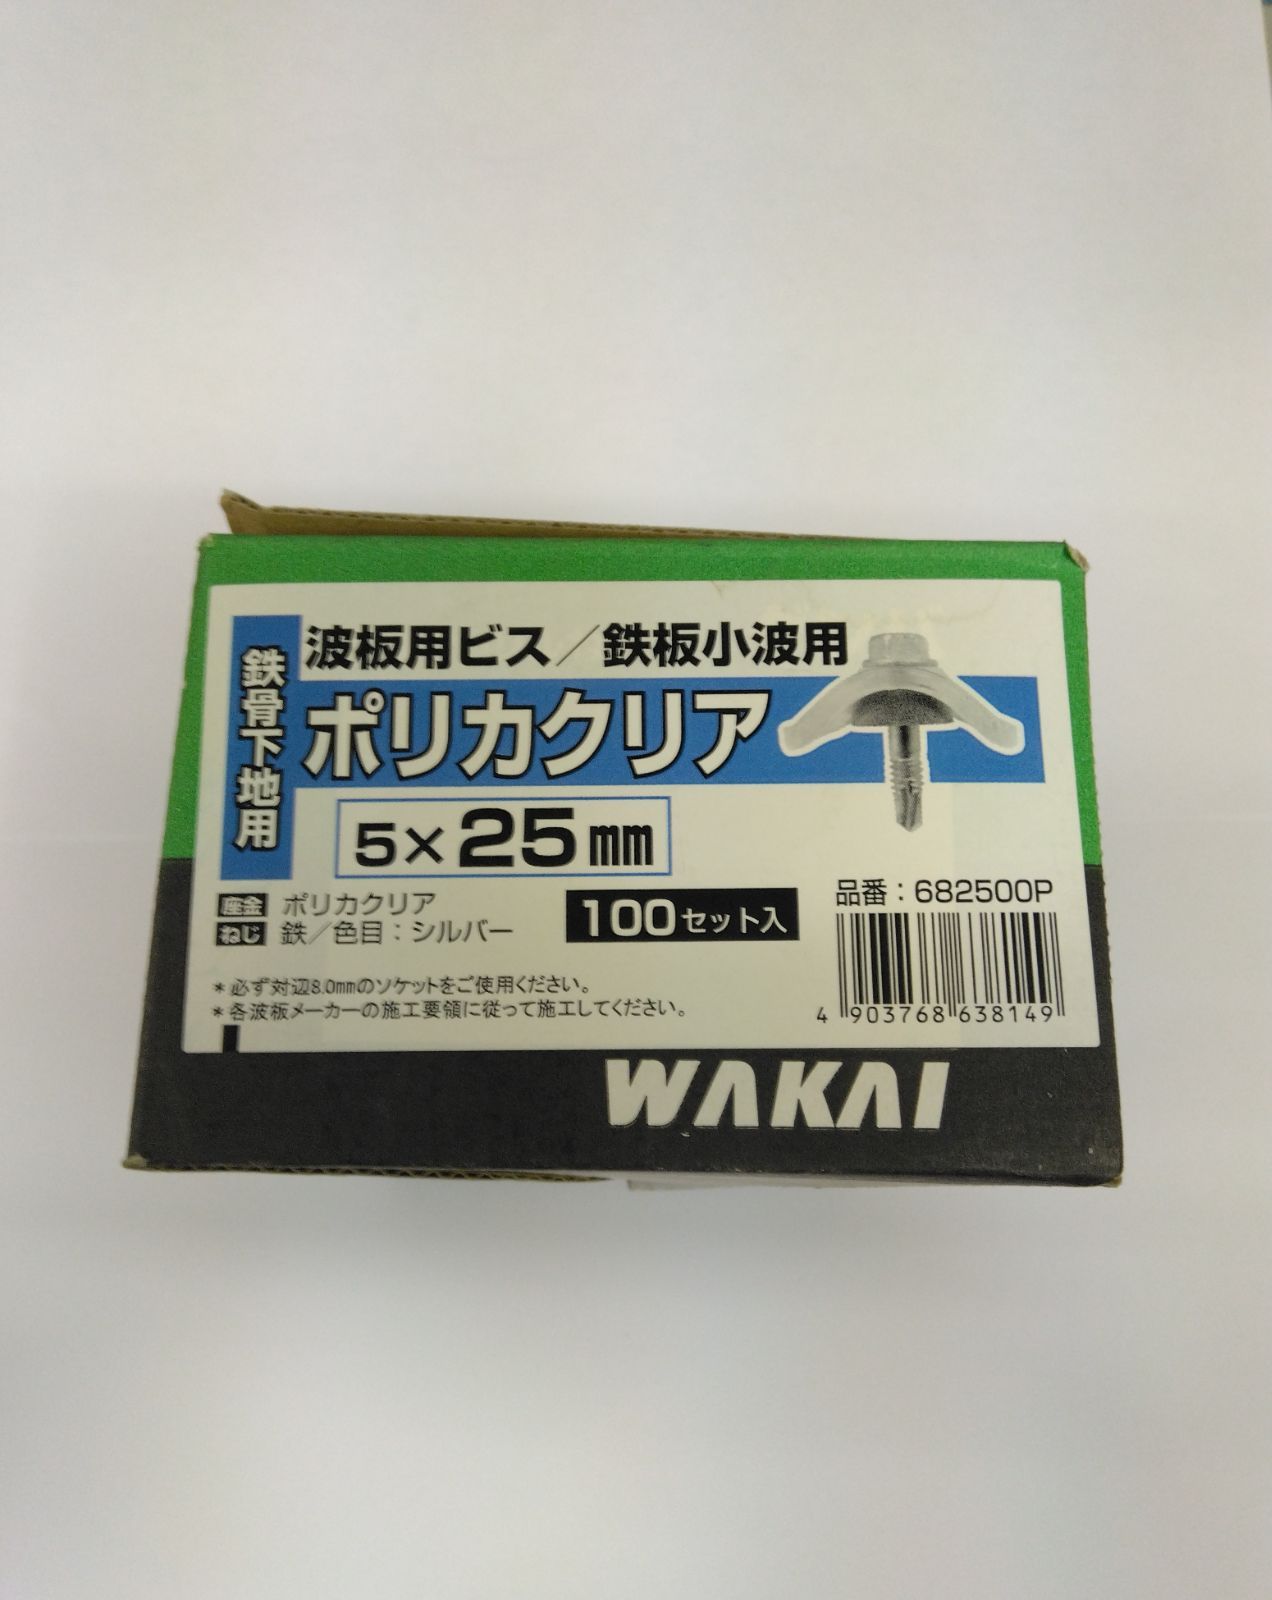 鉄骨下地用
波板用ビス／鉄板小波用
ポリカクリア
5×25㎜
座金 ポリカクリア
ねじ 鉄／色目：シルバー
100セット入
品番：682500P
4 903768 638149
＊必ず対辺8.0㎜のソケットをご使用ください。
＊各波板メーカーの施工要領に従って施工してください。
WAKAI